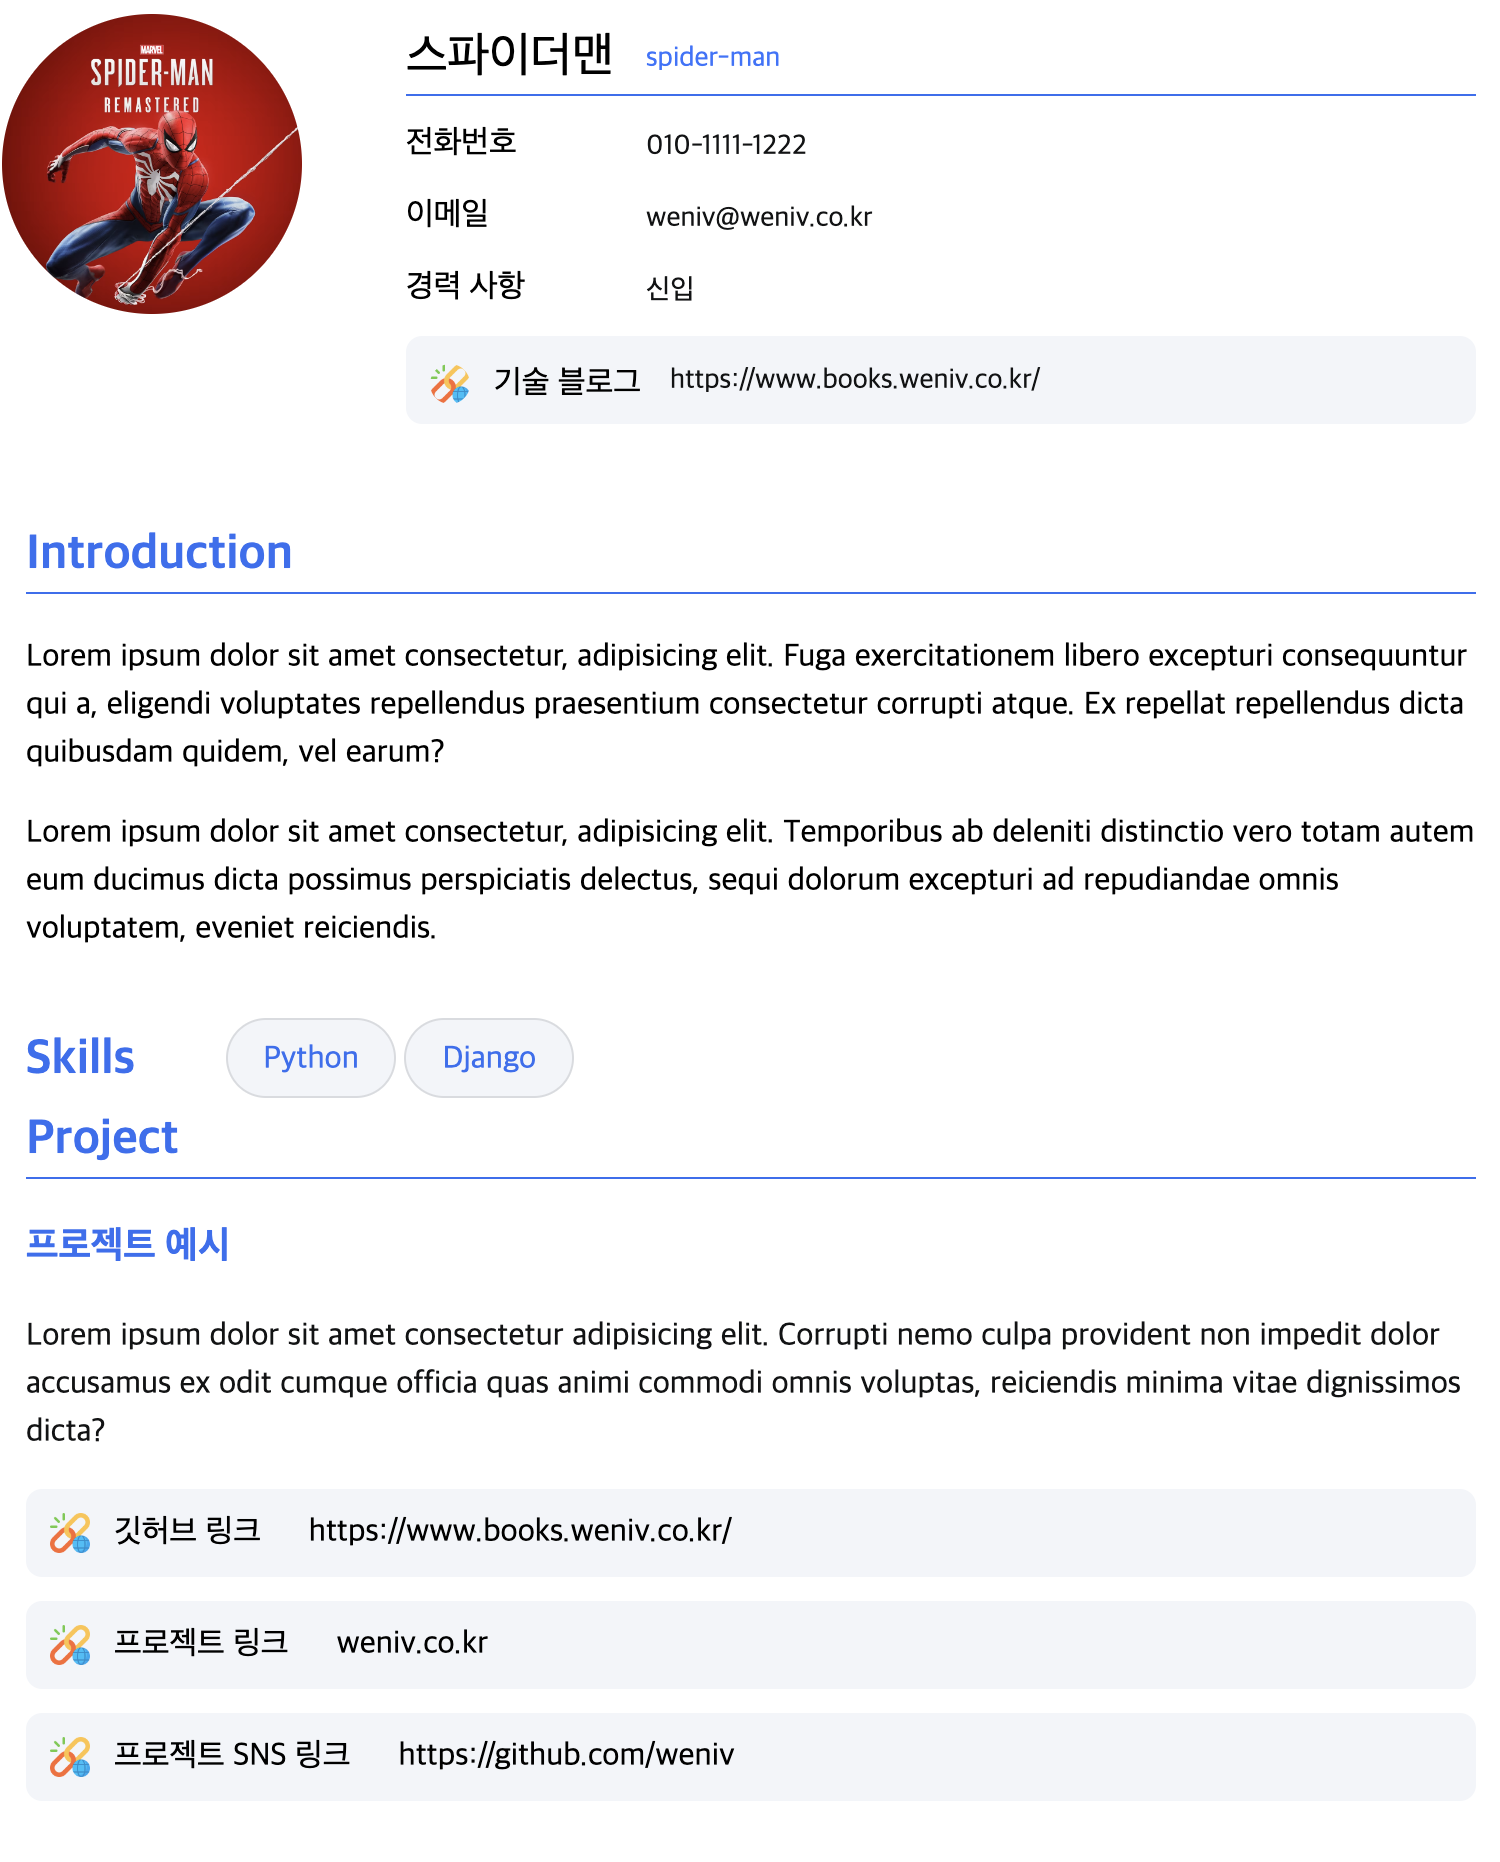 MARVEL
SPIDER-MAN
REMASTERED
스파이더맨 spider-man
전화번호 010-1111-1222
이메일 weniv@weniv.co.kr
경력 사항 신입
기술 블로그 https://www.books.weniv.co.kr/
Introduction
Lorem ipsum dolor sit amet consectetur, adipisicing elit. Fuga exercitationem libero excepturi consequuntur
qui a, eligendi voluptates repellendus praesentium consectetur corrupti atque. Ex repellat repellendus dicta
quibusdam quidem, vel earum?
Lorem ipsum dolor sit amet consectetur, adipisicing elit. Temporibus ab deleniti distinctio vero totam autem
eum ducimus dicta possimus perspiciatis delectus, sequi dolorum excepturi ad repudiandae omnis
voluptatem, eveniet reiciendis.
Skills Python Django
Project
프로젝트 예시
Lorem ipsum dolor sit amet consectetur adipisicing elit. Corrupti nemo culpa provident non impedit dolor
accusamus ex odit cumque officia quas animi commodi omnis voluptas, reiciendis minima vitae dignissimos
dicta?
깃허브 링크 https://www.books.weniv.co.kr/
프로젝트 링크 weniv.co.kr
프로젝트 SNS 링크 https://github.com/weniv